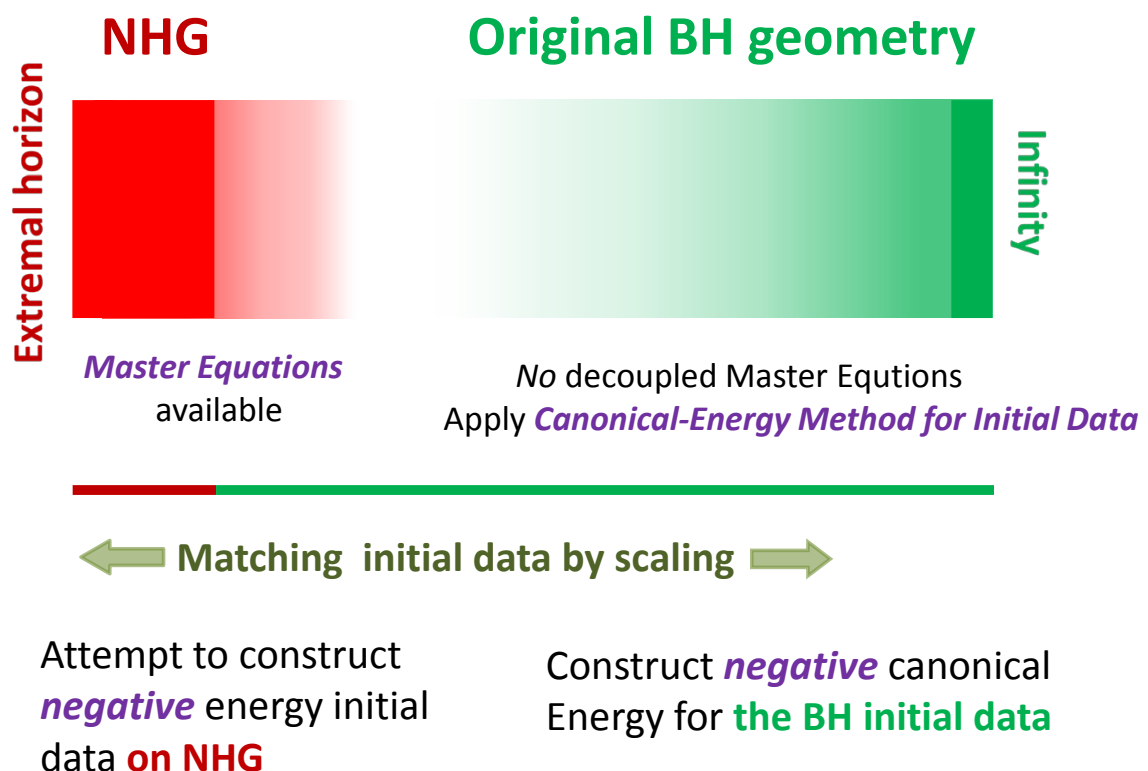 NHG
Original BH geometry
Extremal horizon
Infinity
Master Equations
available
No decoupled Master Equtions
Apply Canonical-Energy Method for Initial Data
Matching initial data by scaling
Attempt to construct
negative energy initial
data on NHG
Construct negative canonical
Energy for the BH initial data